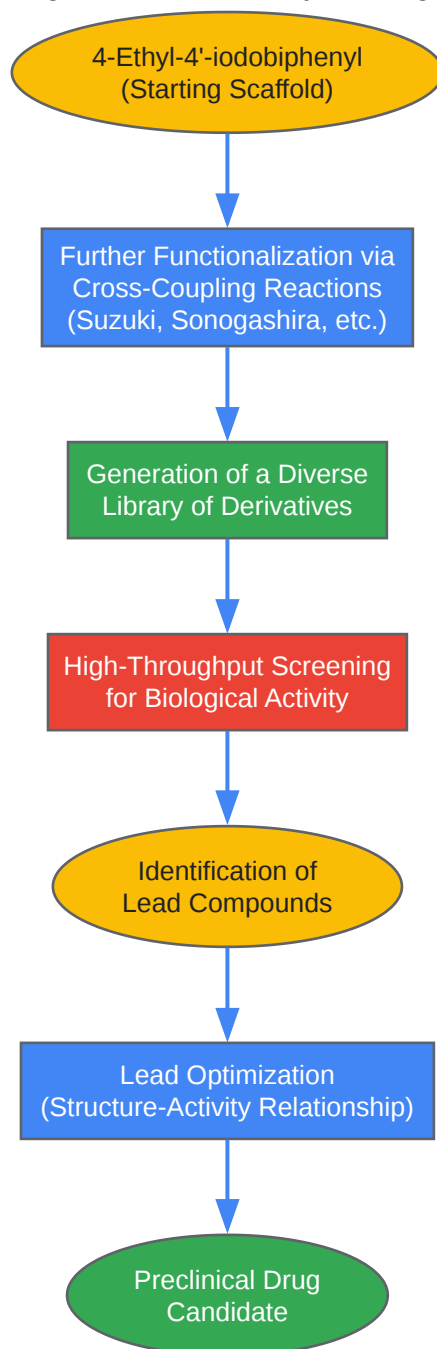 4-Ethyl-4'-iodobiphenyl
(Starting Scaffold)
Further Functionalization via
Cross-Coupling Reactions
(Suzuki, Sonogashira, etc.)
Generation of a Diverse
Library of Derivatives
High-Throughput Screening
for Biological Activity
Identification of
Lead Compounds
Lead Optimization
(Structure-Activity Relationship)
Preclinical Drug
Candidate